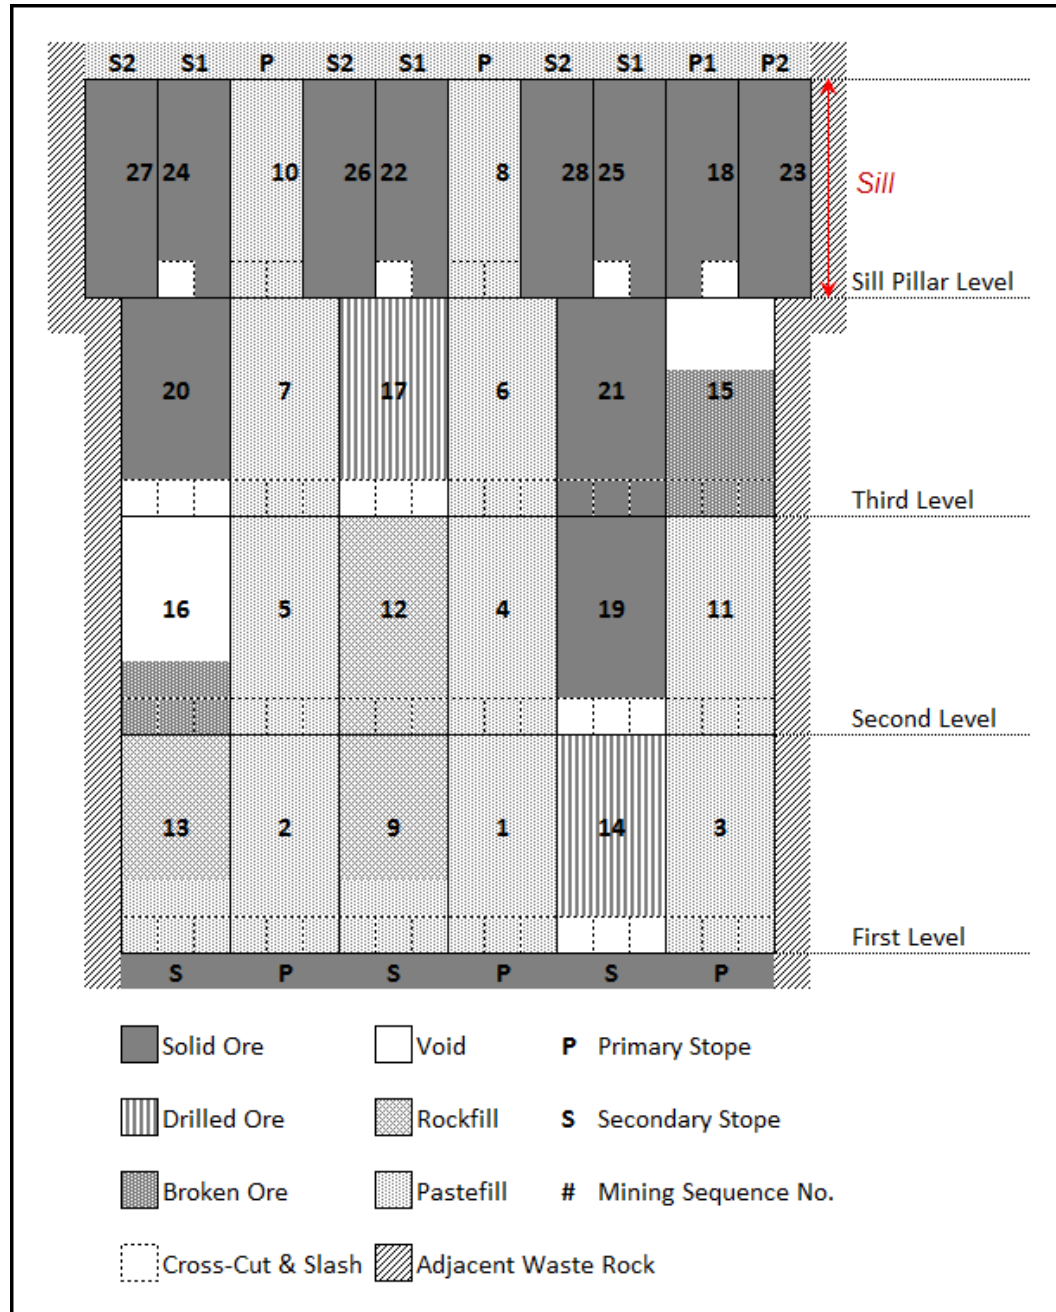 S2 S1 P S2 S1 P S2 S1 P1 P2
27 24 10 26 22 8 28 25 18 23
Sill
Sill Pillar Level
20 7 17 6 21 15
Third Level
16 5 12 4 19 11
Second Level
13 2 9 1 14 3
First Level
S P S P S P
Solid Ore Void P Primary Stope
Drilled Ore Rockfill S Secondary Stope
Broken Ore Pastefill # Mining Sequence No.
Cross-Cut & Slash Adjacent Waste Rock